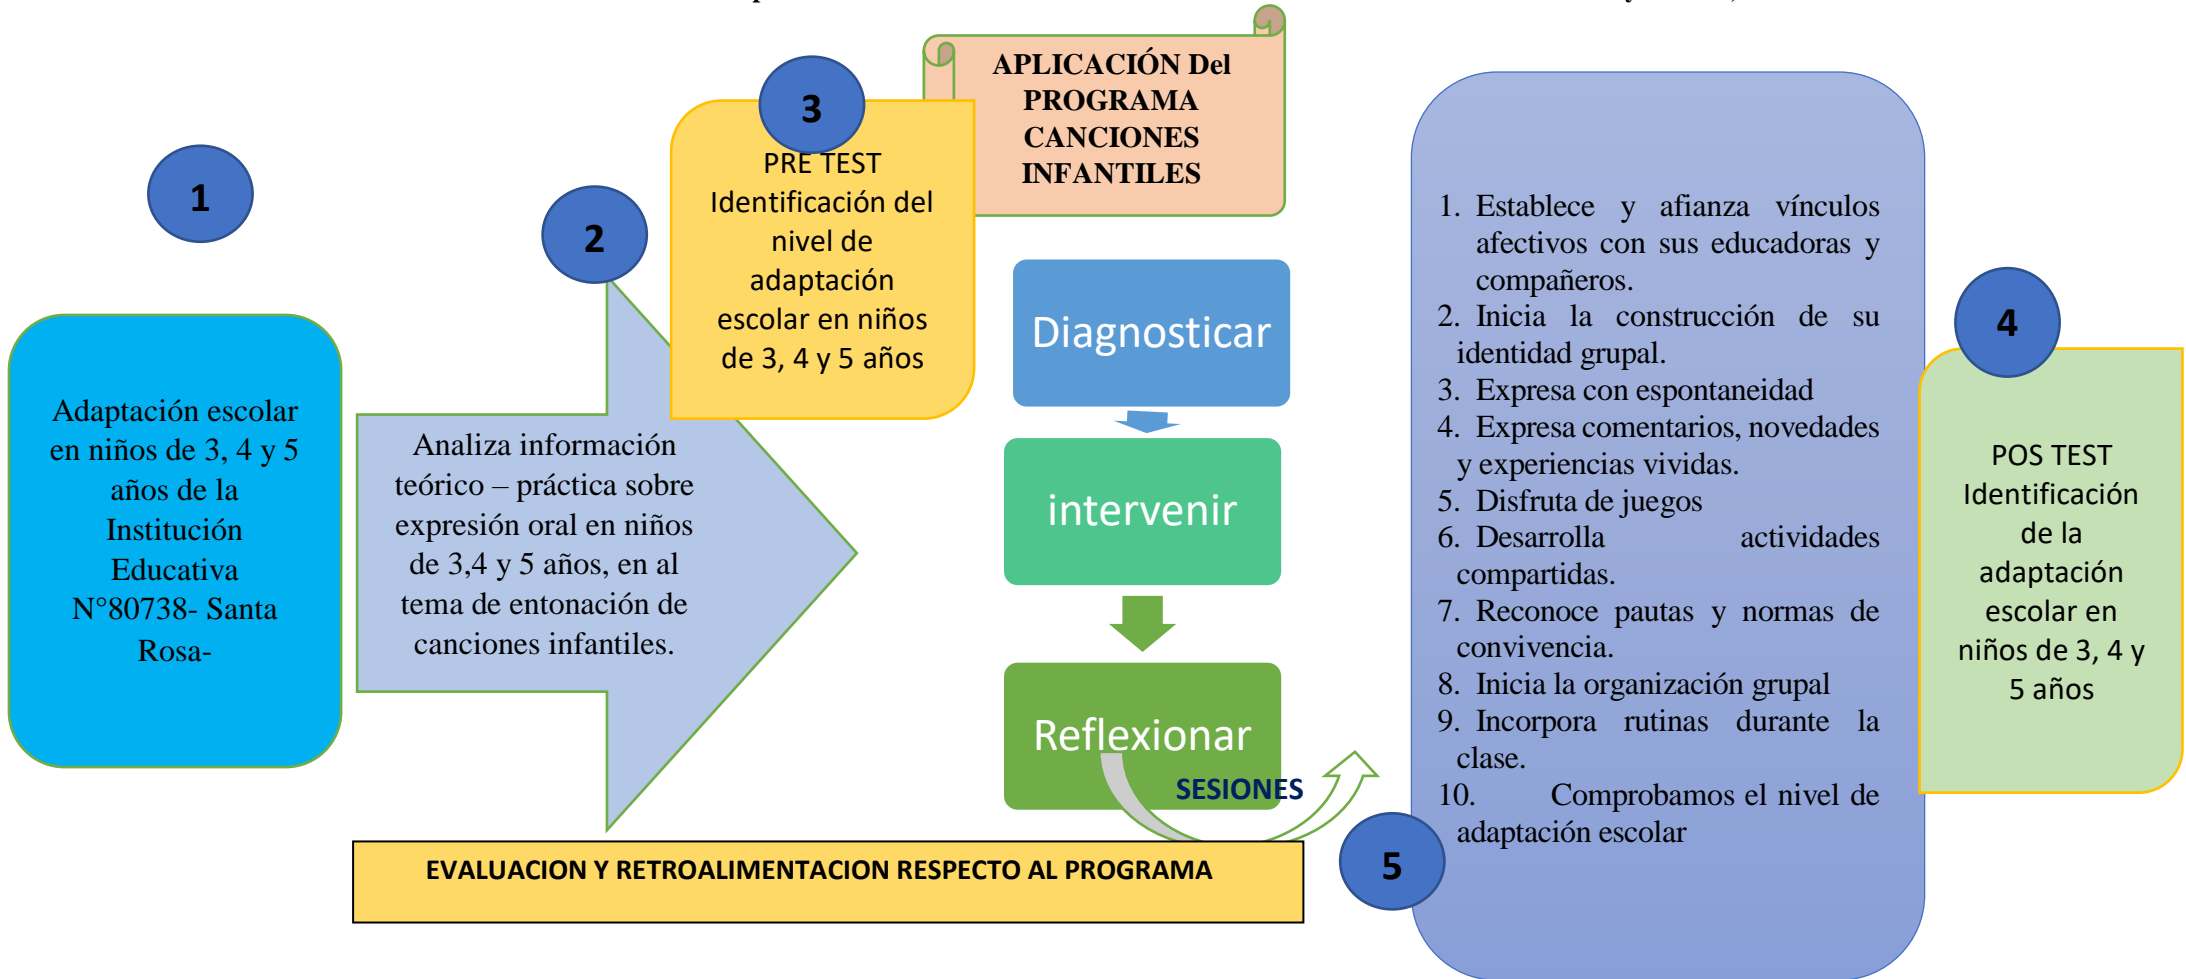 1
Adaptación escolar
en niños de 3, 4 y 5
años de la
Institución
Educativa
N°80738- Santa
Rosa-
2
Analiza información
teórico – práctica sobre
expresión oral en niños
de 3,4 y 5 años, en al
tema de entonación de
canciones infantiles.
3
PRE TEST
Identificación del
nivel de
adaptación
escolar en niños
de 3, 4 y 5 años
APLICACIÓN Del
PROGRAMA
CANCIONES
INFANTILES
Diagnosticar
intervenir
Reflexionar
SESIONES
1. Establece y afianza vínculos
afectivos con sus educadoras y
compañeros.
2. Inicia la construcción de su
identidad grupal.
3. Expresa con espontaneidad
4. Expresa comentarios, novedades
y experiencias vividas.
5. Disfruta de juegos
6. Desarrolla actividades
compartidas.
7. Reconoce pautas y normas de
convivencia.
8. Inicia la organización grupal
9. Incorpora rutinas durante la
clase.
10. Comprobamos el nivel de
adaptación escolar
4
POS TEST
Identificación
de la
adaptación
escolar en
niños de 3, 4 y
5 años
5
EVALUACION Y RETROALIMENTACION RESPECTO AL PROGRAMA